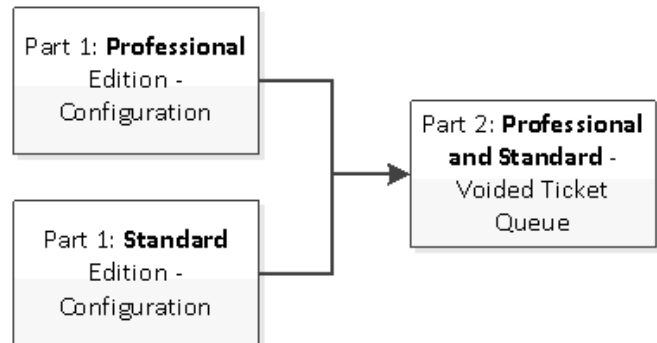 Part 1: Professional
Edition -
Configuration
Part 1: Standard
Edition -
Configuration
Part 2: Professional
and Standard -
Voided Ticket
Queue